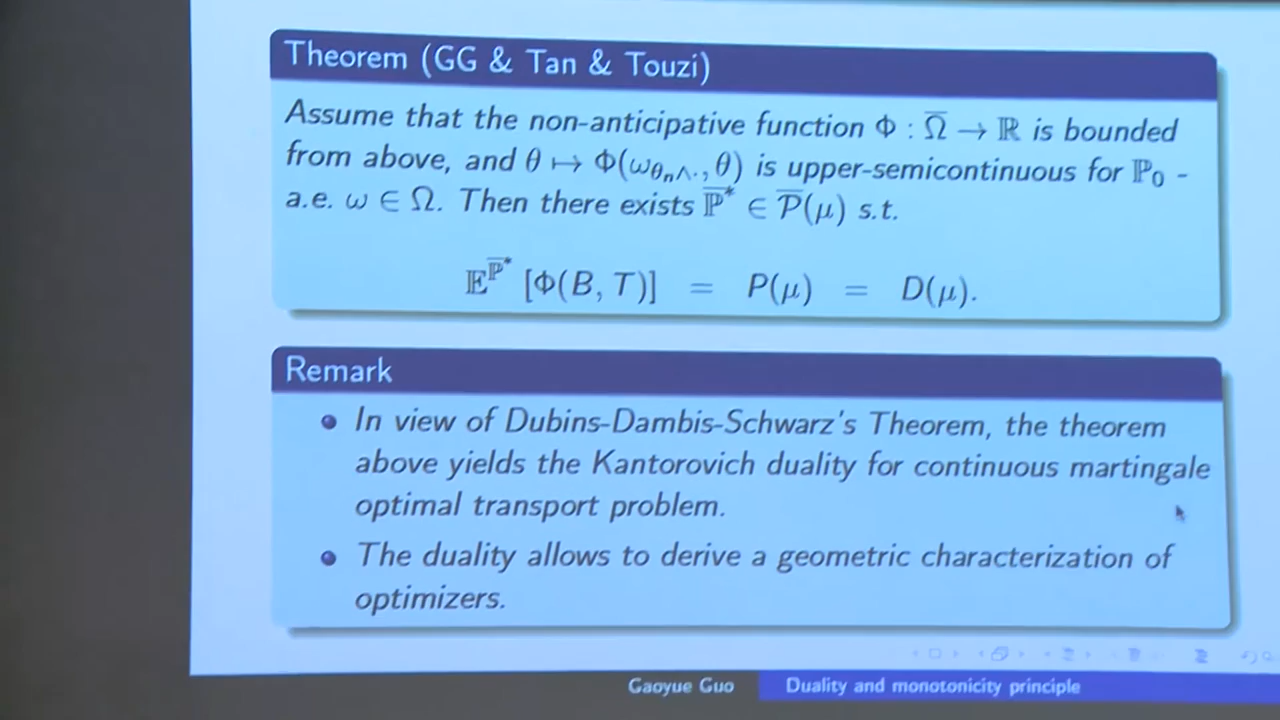 Theorem (GG & Tan & Touzi)
Assume that the non-anticipative function Φ : Ω̅ → ℝ is bounded
from above, and θ ↦ Φ(ω_{θ_n∧·}, θ) is upper-semicontinuous for ℙ₀ -
a.e. ω ∈ Ω. Then there exists ℙ̅* ∈ 𝒫̅(μ) s.t.
𝔼^{ℙ̅*} [Φ(B, T)] = P(μ) = D(μ).
Remark
• In view of Dubins-Dambis-Schwarz's Theorem, the theorem
above yields the Kantorovich duality for continuous martingale
optimal transport problem.
• The duality allows to derive a geometric characterization of
optimizers.
Gaoyue Guo Duality and monotonicity principle